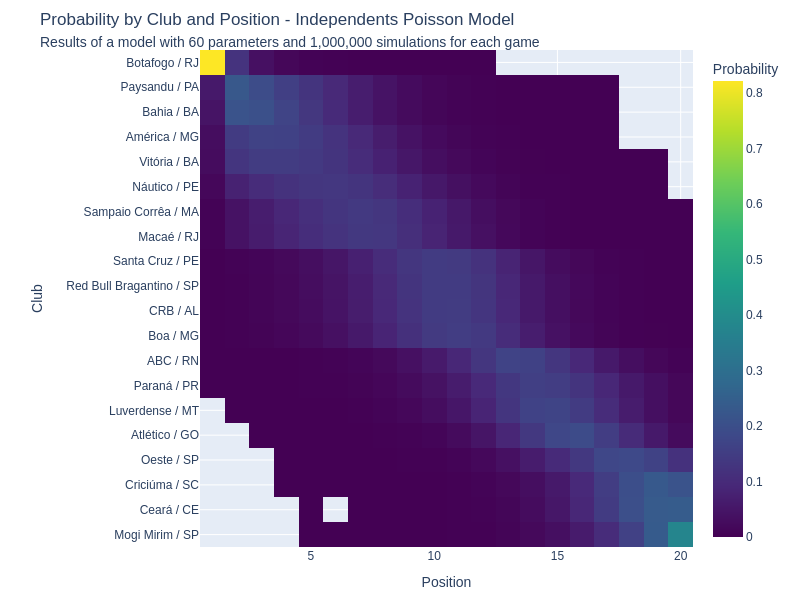 Probability by Club and Position - Independents Poisson Model
Results of a model with 60 parameters and 1,000,000 simulations for each game
Probability
Botafogo / RJ
Paysandu / PA
Bahia / BA
América / MG
Vitória / BA
Náutico / PE
Sampaio Corrêa / MA
Macaé / RJ
Santa Cruz / PE
Red Bull Bragantino / SP
CRB / AL
Boa / MG
ABC / RN
Paraná / PR
Luverdense / MT
Atlético / GO
Oeste / SP
Criciúma / SC
Ceará / CE
Mogi Mirim / SP
Club
5
10
15
20
Position
0.8
0.7
0.6
0.5
0.4
0.3
0.2
0.1
0